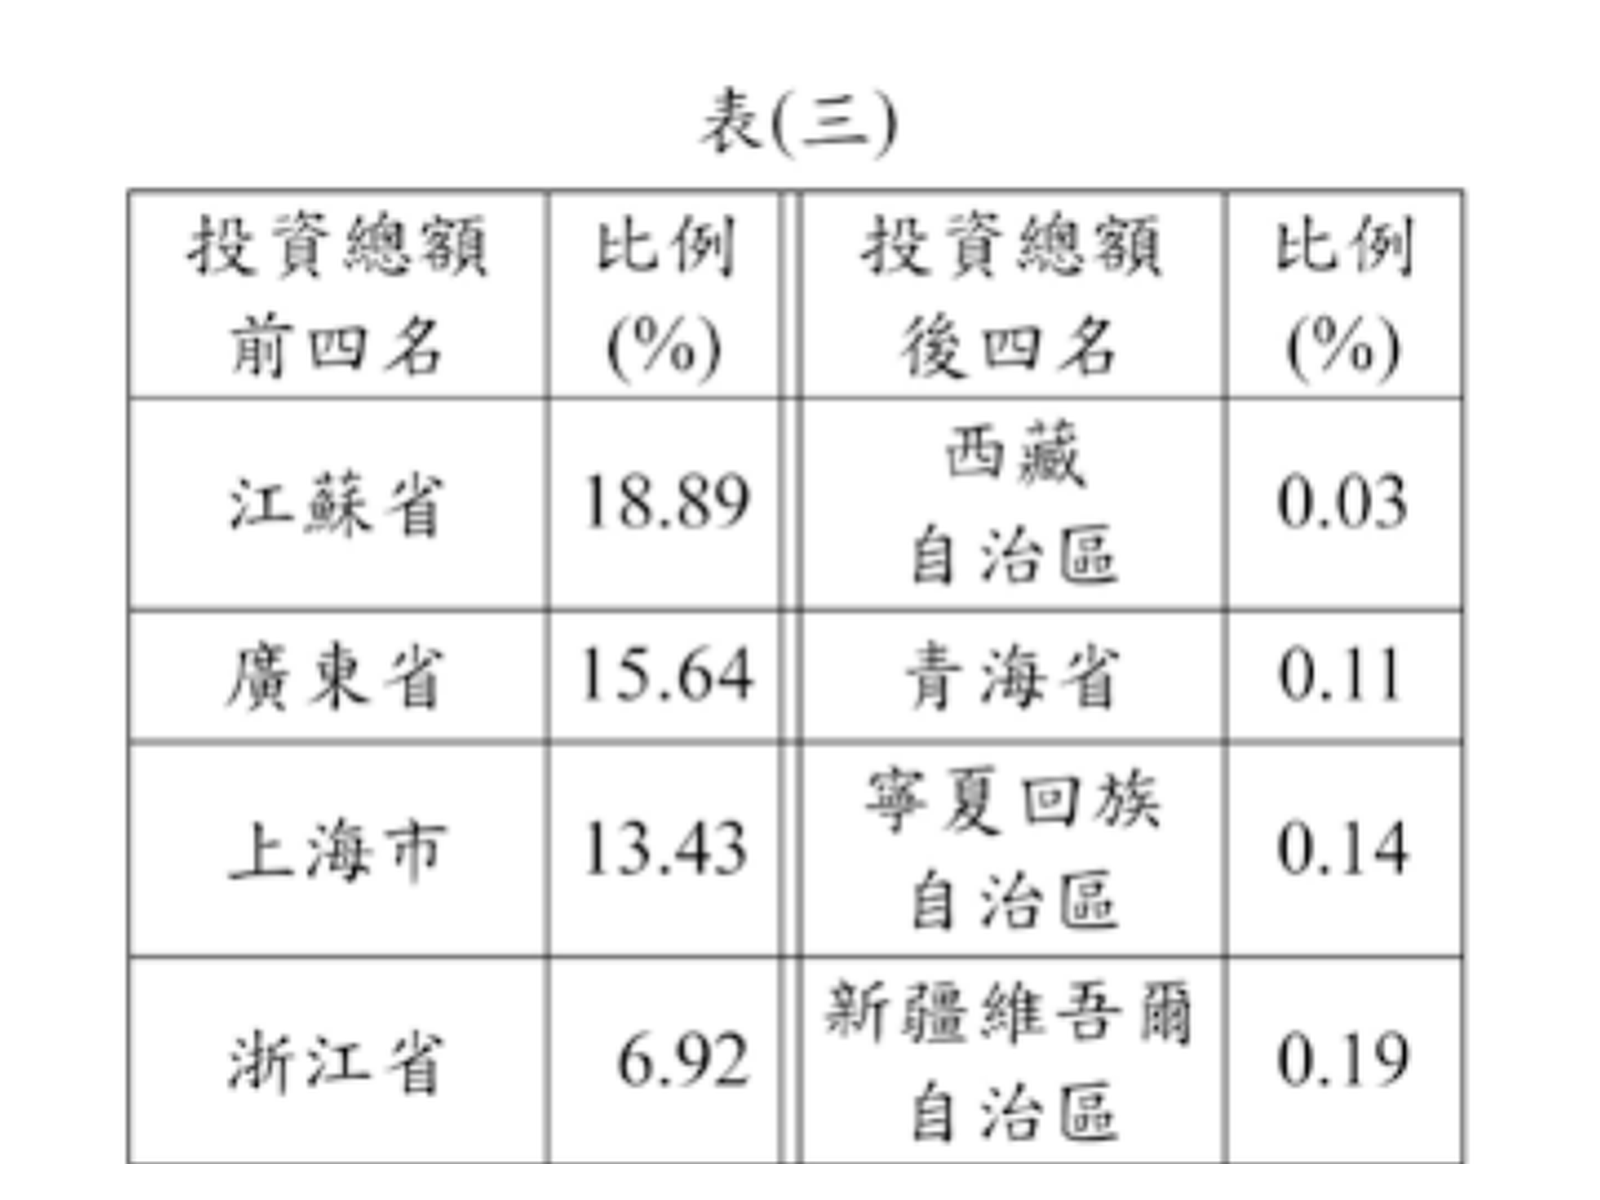 表(三)
投資總額 比例 投資總額 比例
前四名 (%) 後四名 (%)
江蘇省 18.89 西藏 0.03
自治區
廣東省 15.64 青海省 0.11
上海市 13.43 寧夏回族 0.14
自治區
浙江省 6.92 新疆維吾爾 0.19
自治區